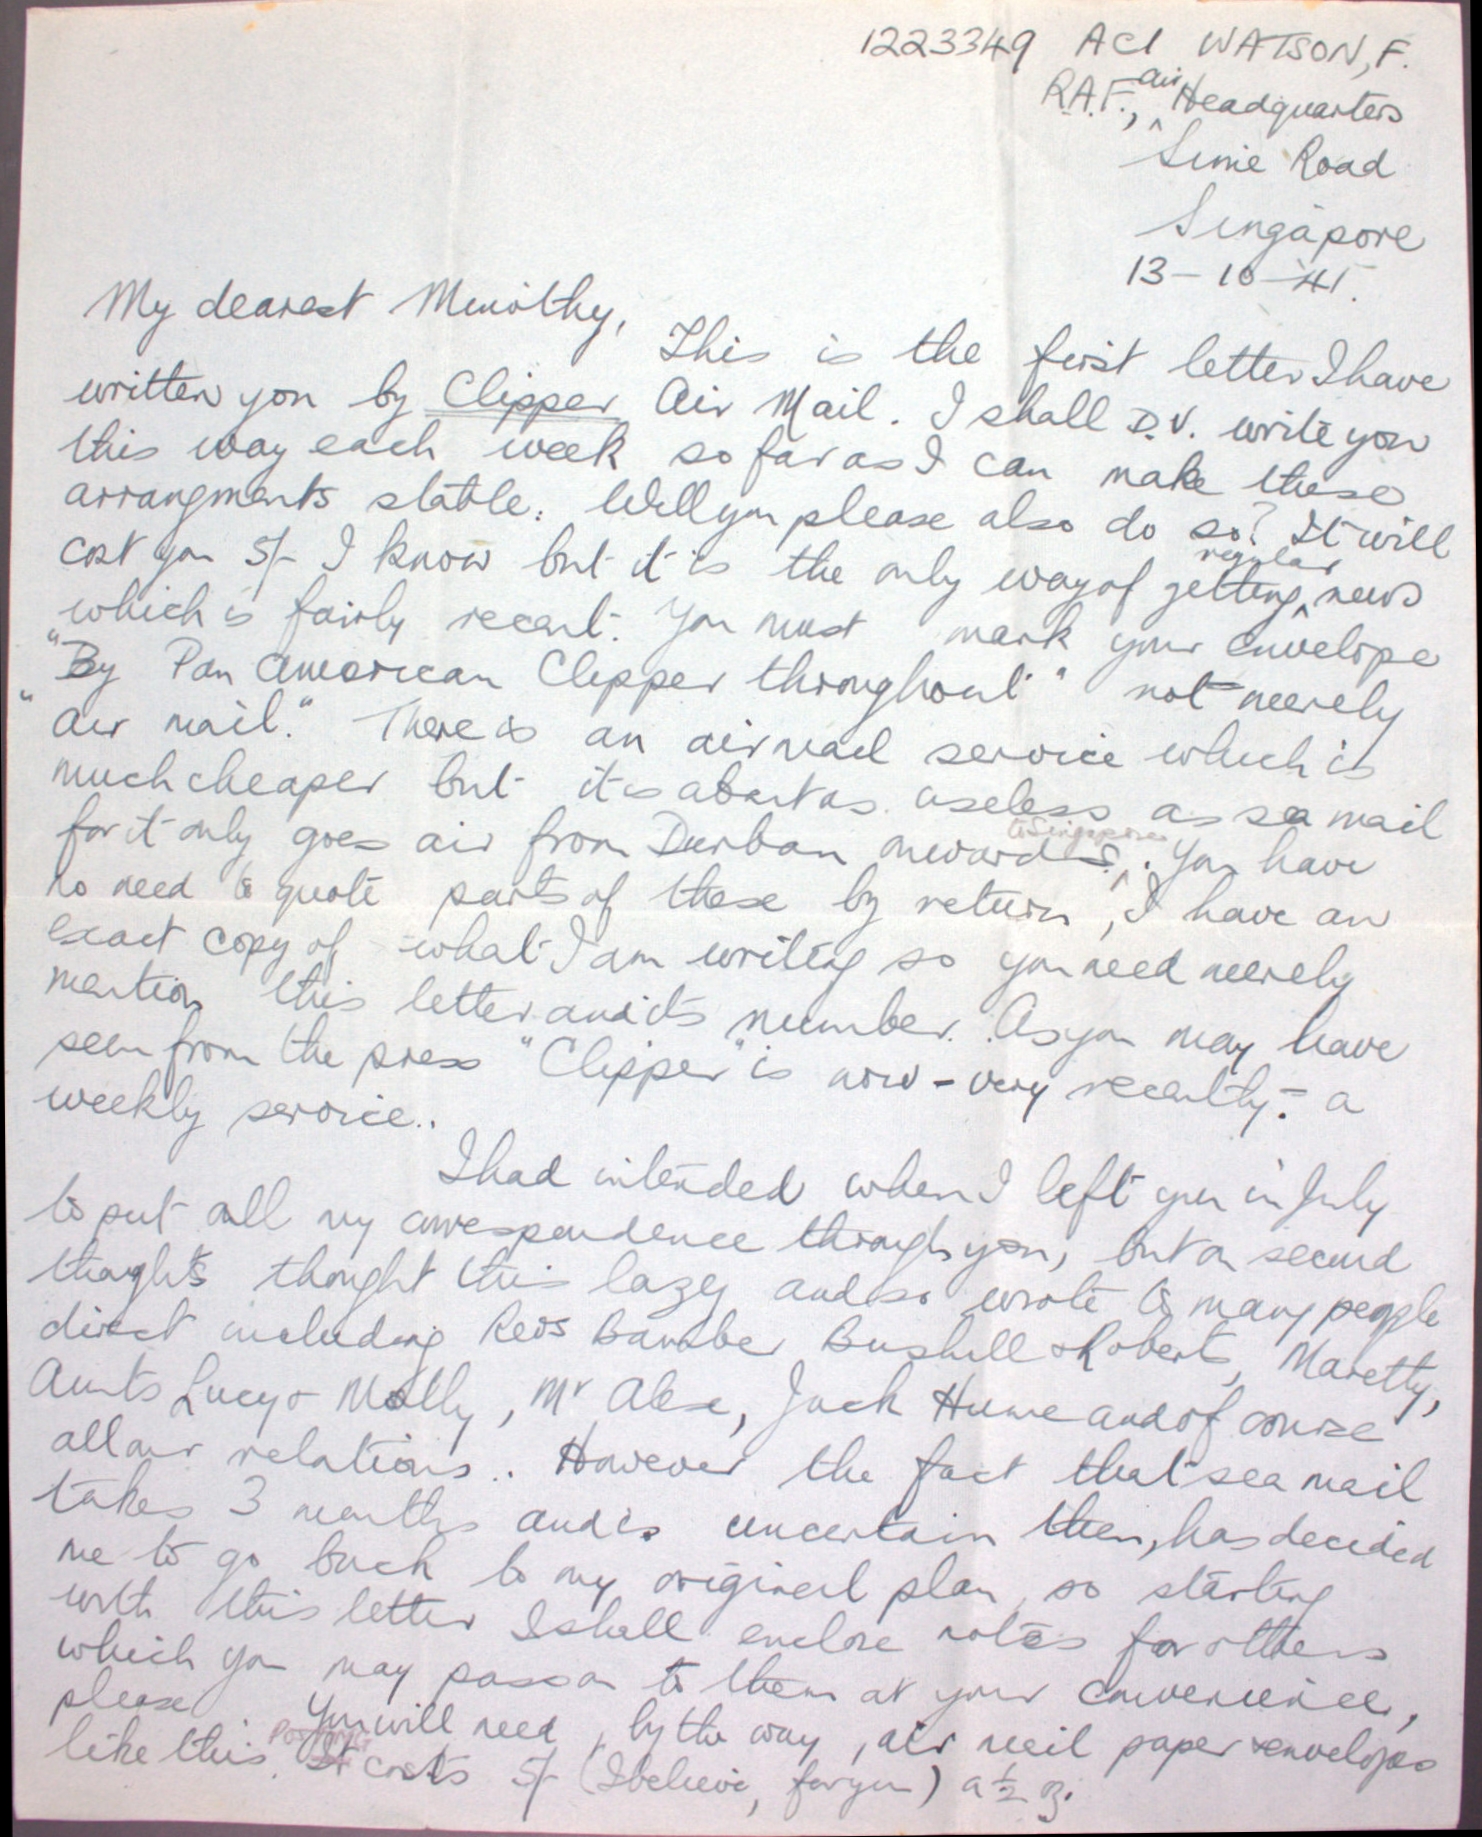 1223349 AC1 WATSON, F.
R.A.F., air Headquarters
Sime Road
Singapore
13-10-41.
My dearest
This is the first letter I have
written you by Clipper Air Mail. I shall D.V. write you
this way each week so far as I can make these
arrangments stable. Will you please also do so? It will
cost you 5/- I know but it is the only way of getting regular news
which is fairly recent. You must mark your envelope
"By Pan American Clipper throughout" not merely
"air mail." There is an air mail service which is
much cheaper but it is about as useless as sea mail
for it only goes air from Durban onwards to Singapore. You have
no need to quote parts of these by return, I have an
exact copy of what I am writing so you need merely
mention this letter and its number. As you may have
seen from the press "Clipper" is now - very recently - a
weekly service..
I had intended when I left you in July
to put all my correspondence through you, but on second
thoughts thought this lazy and so wrote to many people
direct including Revs Bamber Bushell & Roberts, Maretty,
Aunts Lucy & Molly, Mr Alex, Jack Hume and of course
all our relations.. However the fact that sea mail
takes 3 months and is uncertain then, has decided
me to go back to my original plan, so starting
with this letter I shall enclose notes for others
which you may pass on to them at your convenience,
please You will need, by the way, air mail paper & envelopes
like this. POSTING It costs 5/- (I believe, for you) a ½ oz.